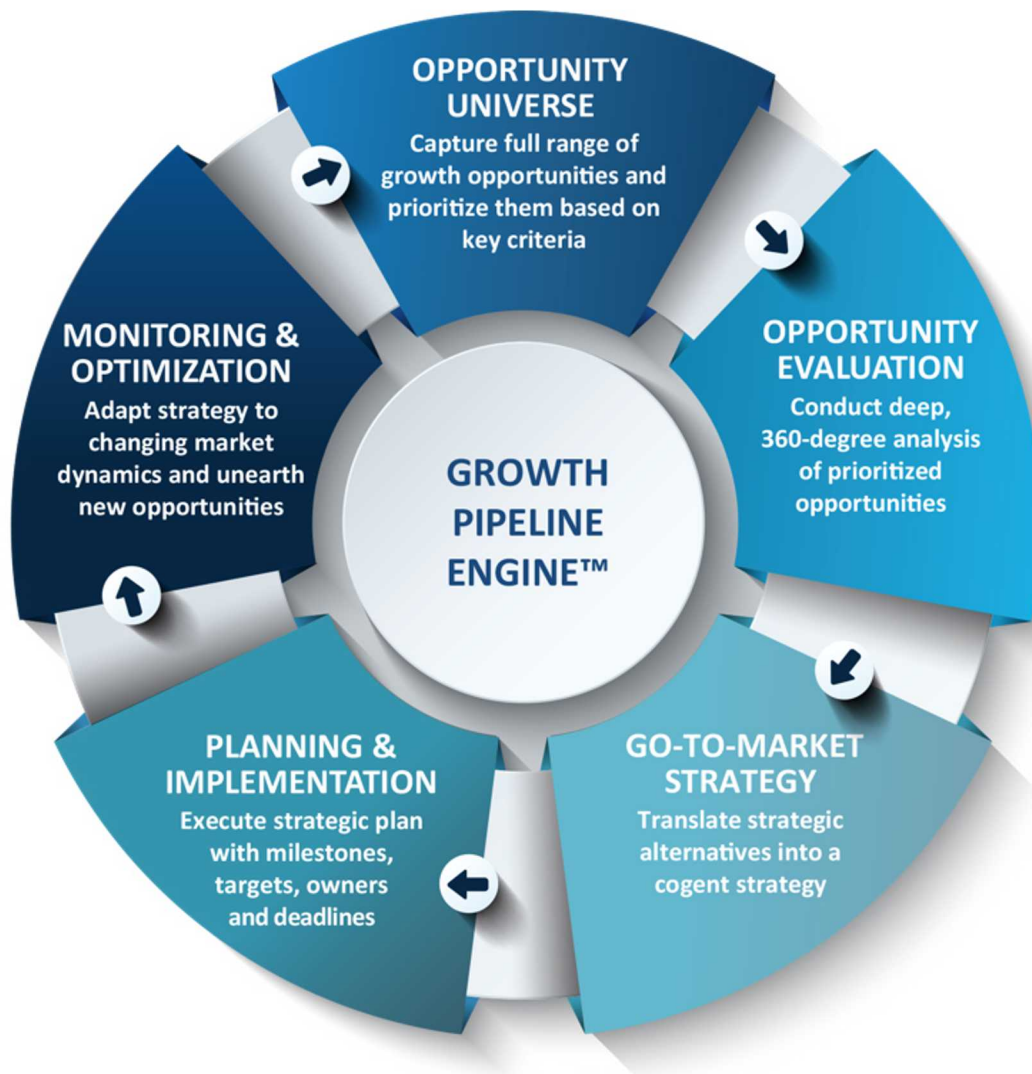 OPPORTUNITY
UNIVERSE
Capture full range of
growth opportunities and
prioritize them based on
key criteria
OPPORTUNITY
EVALUATION
Conduct deep,
360-degree analysis
of prioritized
opportunities
GO-TO-MARKET
STRATEGY
Translate strategic
alternatives into a
cogent strategy
PLANNING &
IMPLEMENTATION
Execute strategic plan
with milestones,
targets, owners
and deadlines
MONITORING &
OPTIMIZATION
Adapt strategy to
changing market
dynamics and unearth
new opportunities
GROWTH
PIPELINE
ENGINE™